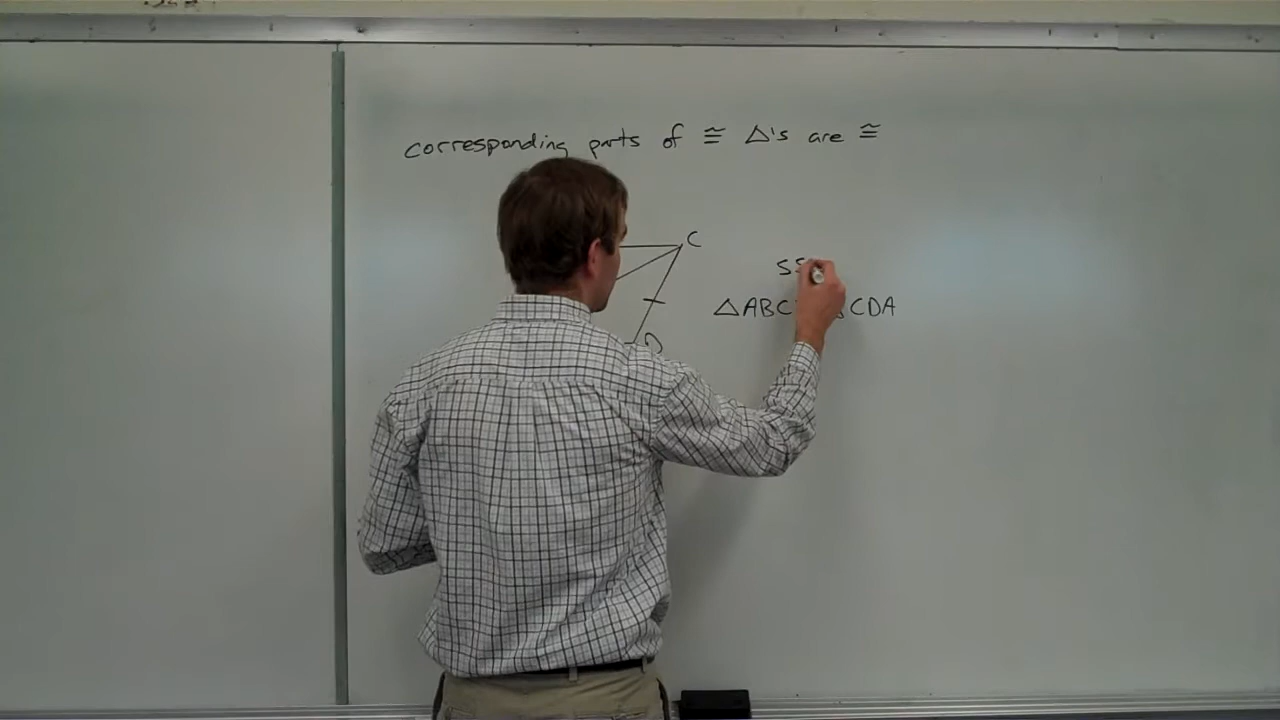 corresponding parts of ≅ △'s are ≅
C
SS
△ABC CDA
D